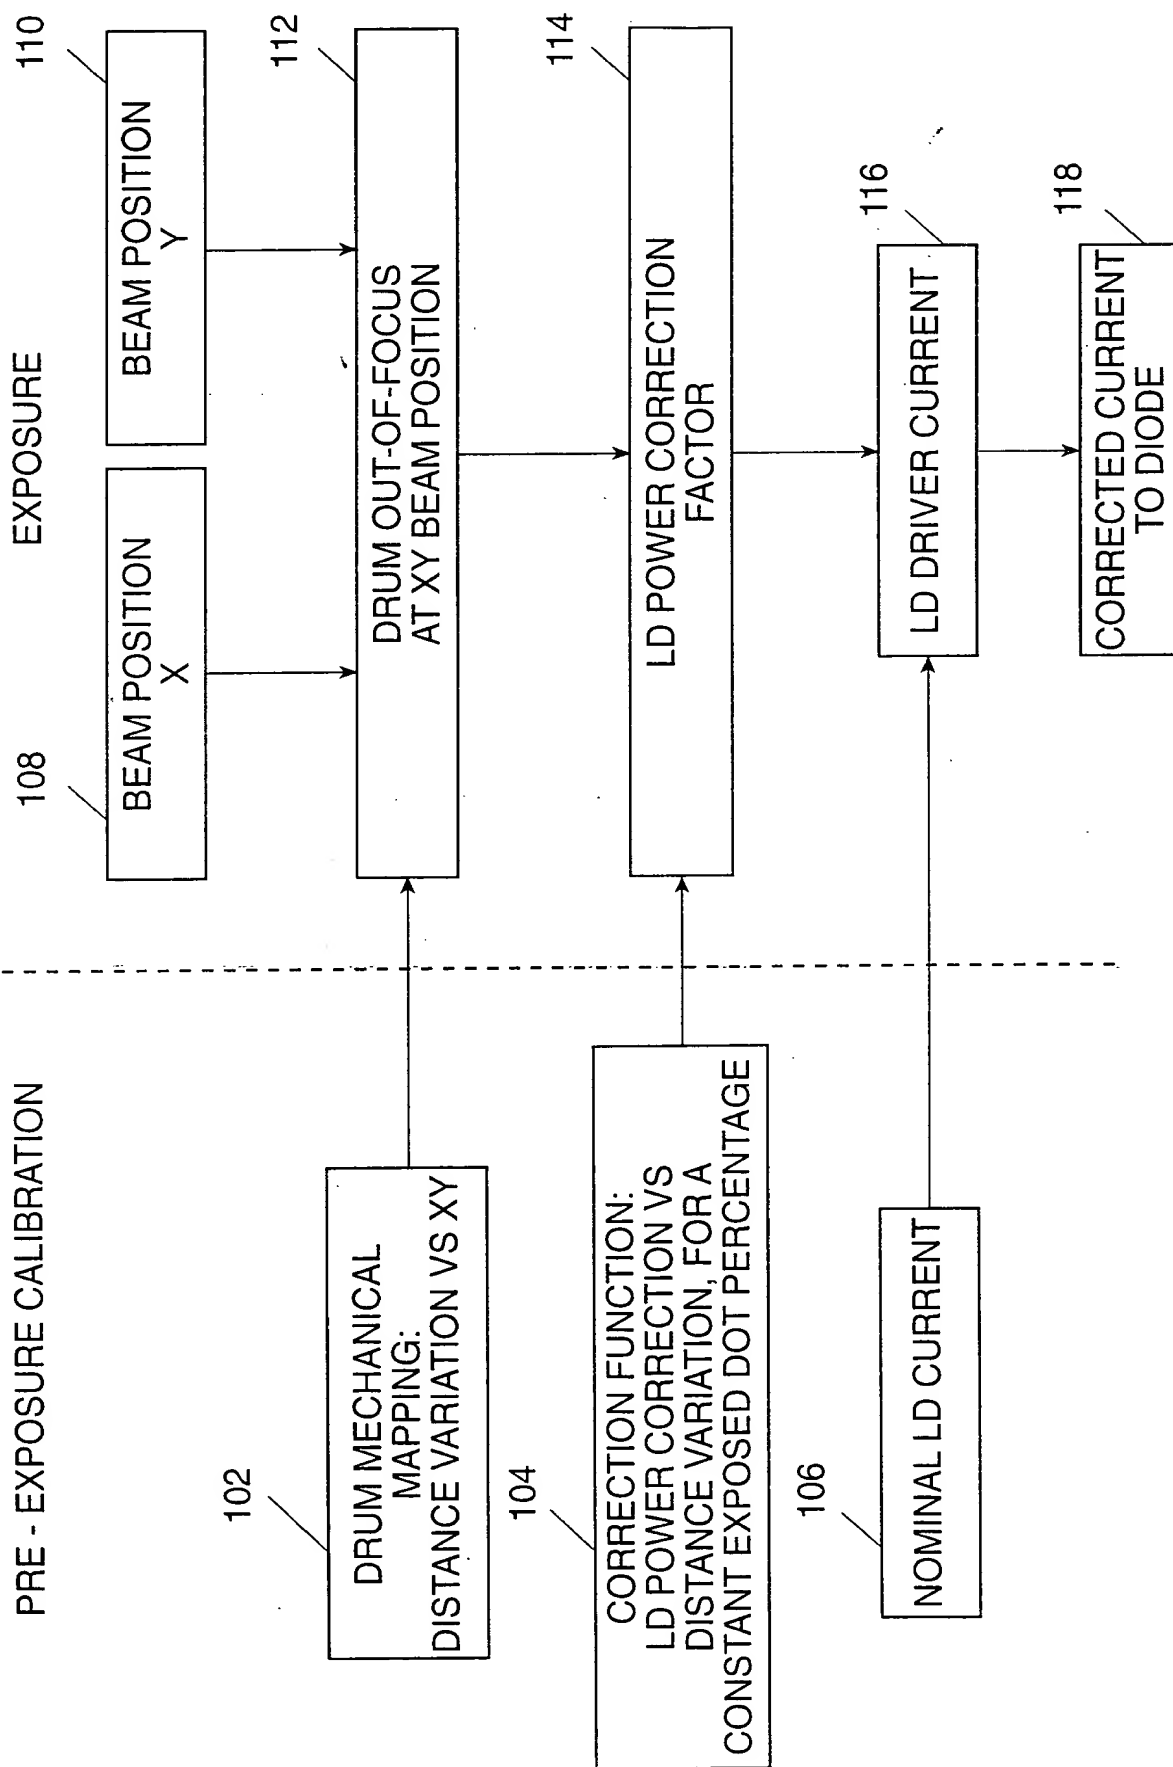 PRE - EXPOSURE CALIBRATION
102
DRUM MECHANICAL
MAPPING:
DISTANCE VARIATION VS XY
104
CORRECTION FUNCTION:
LD POWER CORRECTION VS
DISTANCE VARIATION, FOR A
CONSTANT EXPOSED DOT PERCENTAGE
106
NOMINAL LD CURRENT
EXPOSURE
108
BEAM POSITION
X
110
BEAM POSITION
Y
112
DRUM OUT-OF-FOCUS
AT XY BEAM POSITION
114
LD POWER CORRECTION
FACTOR
116
LD DRIVER CURRENT
118
CORRECTED CURRENT
TO DIODE